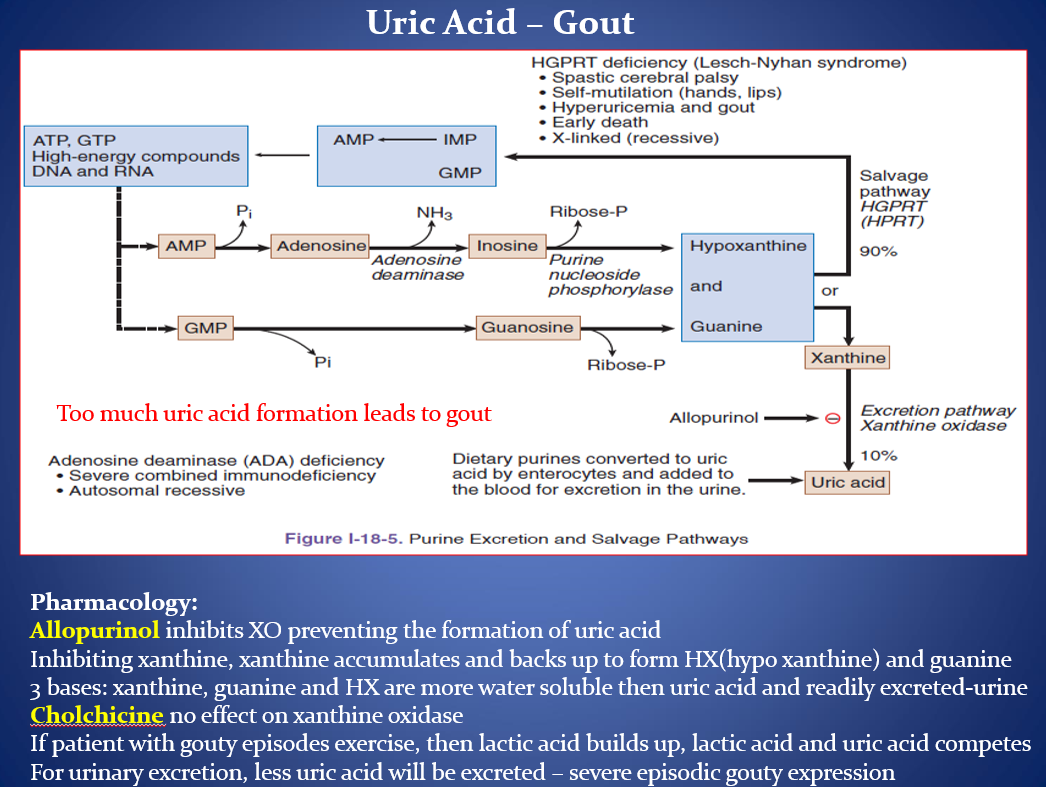 Uric Acid – Gout
HGPRT deficiency (Lesch-Nyhan syndrome)
• Spastic cerebral palsy
• Self-mutilation (hands, lips)
• Hyperuricemia and gout
• Early death
• X-linked (recessive)
ATP, GTP
High-energy compounds
DNA and RNA
AMP IMP
GMP
Salvage
pathway
HGPRT
(HPRT)
90%
Pi
NH3
Ribose-P
AMP
Adenosine
Inosine
Hypoxanthine
Adenosine
deaminase
Purine
nucleoside
phosphorylase
and
or
GMP
Guanosine
Guanine
Pi
Ribose-P
Xanthine
Too much uric acid formation leads to gout
Allopurinol
Excretion pathway
Xanthine oxidase
10%
Adenosine deaminase (ADA) deficiency
• Severe combined immunodeficiency
• Autosomal recessive
Dietary purines converted to uric
acid by enterocytes and added to
the blood for excretion in the urine.
Uric acid
Figure I-18-5. Purine Excretion and Salvage Pathways
Pharmacology:
Allopurinol inhibits XO preventing the formation of uric acid
Inhibiting xanthine, xanthine accumulates and backs up to form HX(hypo xanthine) and guanine
3 bases: xanthine, guanine and HX are more water soluble then uric acid and readily excreted-urine
Cholchicine no effect on xanthine oxidase
If patient with gouty episodes exercise, then lactic acid builds up, lactic acid and uric acid competes
For urinary excretion, less uric acid will be excreted – severe episodic gouty expression